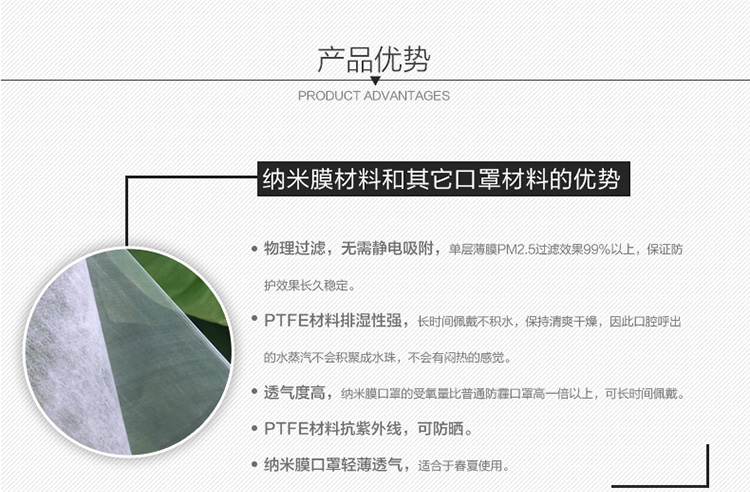 产品优势
PRODUCT ADVANTAGES
纳米膜材料和其它口罩材料的优势
• 物理过滤，无需静电吸附，单层薄膜PM2.5过滤效果99%以上，保证防
护效果长久稳定。
• PTFE材料排湿性强，长时间佩戴不积水，保持清爽干燥，因此口腔呼出
的水蒸汽不会积聚成水珠，不会有闷热的感觉。
• 透气度高，纳米膜口罩的受氧量比普通防霾口罩高一倍以上，可长时间佩戴。
• PTFE材料抗紫外线，可防晒。
• 纳米膜口罩轻薄透气，适合于春夏使用。